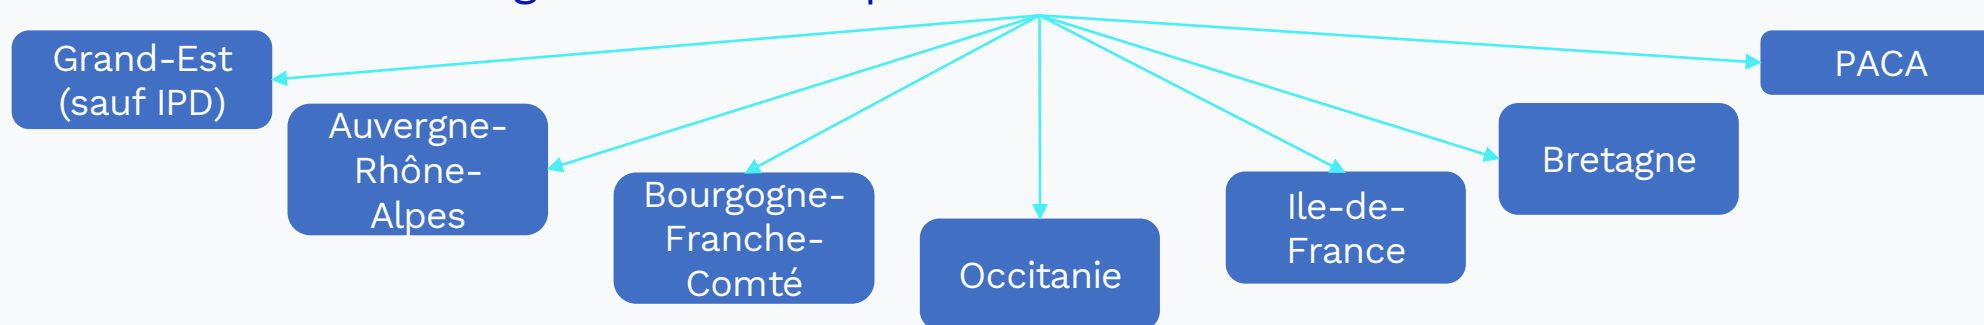 Grand-Est
(sauf IPD)
Auvergne-
Rhône-
Alpes
Bourgogne-
Franche-
Comté
Occitanie
Ile-de-
France
Bretagne
PACA